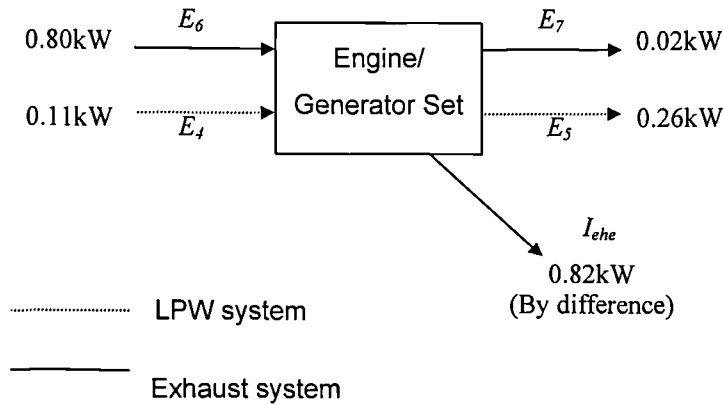 E6
E7
0.80kW
0.02kW
Engine/
Generator Set
0.11kW
E4
E5
0.26kW
Iehe
0.82kW
(By difference)
LPW system
Exhaust system